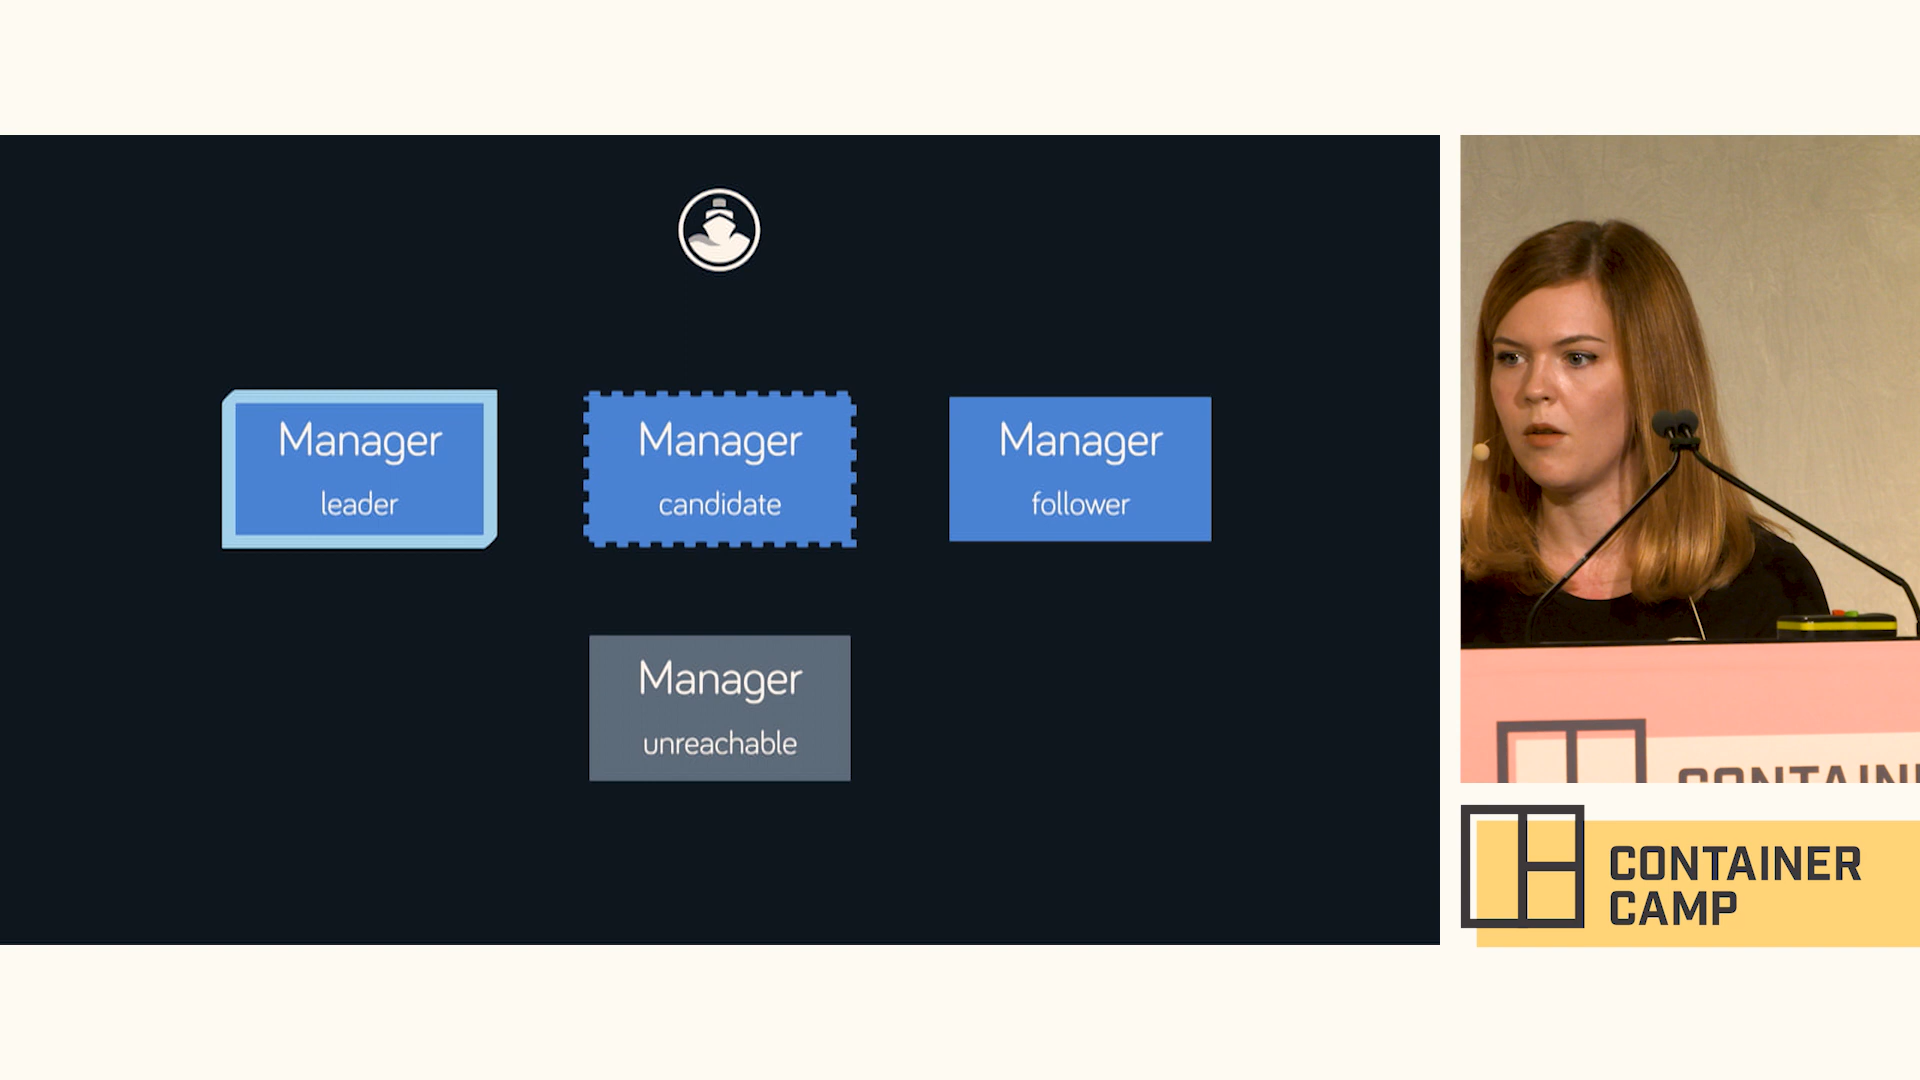 Manager
leader
Manager
candidate
Manager
follower
Manager
unreachable
CONTAINER
CAMP